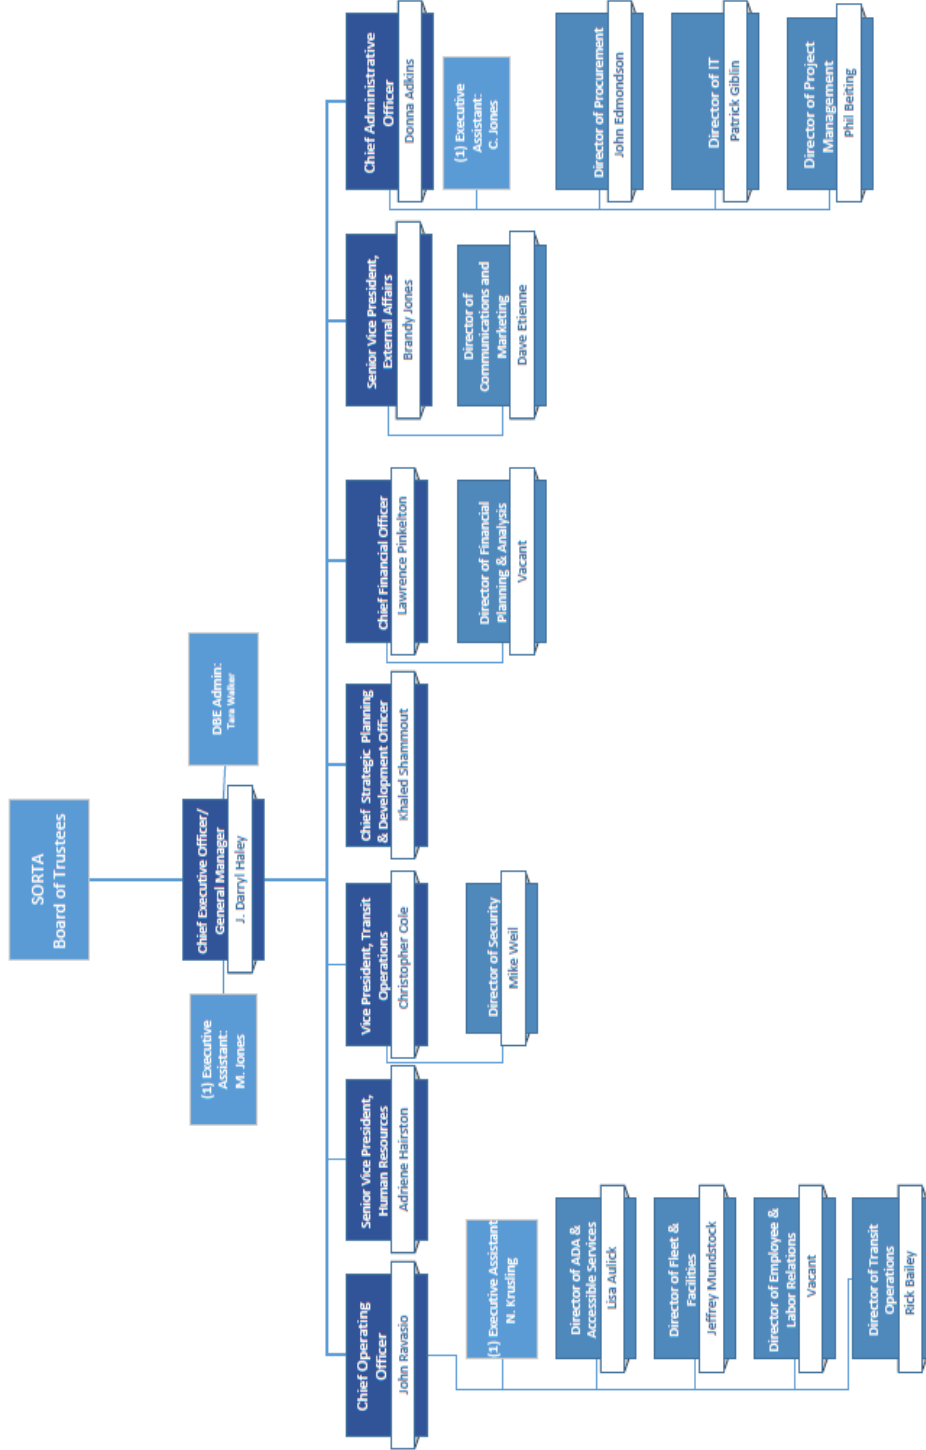 SORTA
Board of Trustees
(1) Executive
Assistant:
M. Jones
Chief Executive Officer/
General Manager
J. Darryl Haley
DBE Admin:
Tara Walker
Chief Operating
Officer
John Ravasio
(1) Executive Assistant
N. Krusling
Director of ADA &
Accessible Services
Lisa Aulick
Director of Fleet &
Facilities
Jeffrey Mundstock
Director of Employee &
Labor Relations
Vacant
Director of Transit
Operations
Rick Bailey
Senior Vice President,
Human Resources
Adriene Hairston
Vice President, Transit
Operations
Christopher Cole
Director of Security
Mike Weil
Chief Strategic Planning
& Development Officer
Khaled Shammout
Chief Financial Officer
Lawrence Pinkelton
Director of Financial
Planning & Analysis
Vacant
Senior Vice President,
External Affairs
Brandy Jones
Director of
Communications and
Marketing
Dave Etienne
Chief Administrative
Officer
Donna Adkins
(1) Executive
Assistant:
C. Jones
Director of Procurement
John Edmondson
Director of IT
Patrick Giblin
Director of Project
Management
Phil Beiting